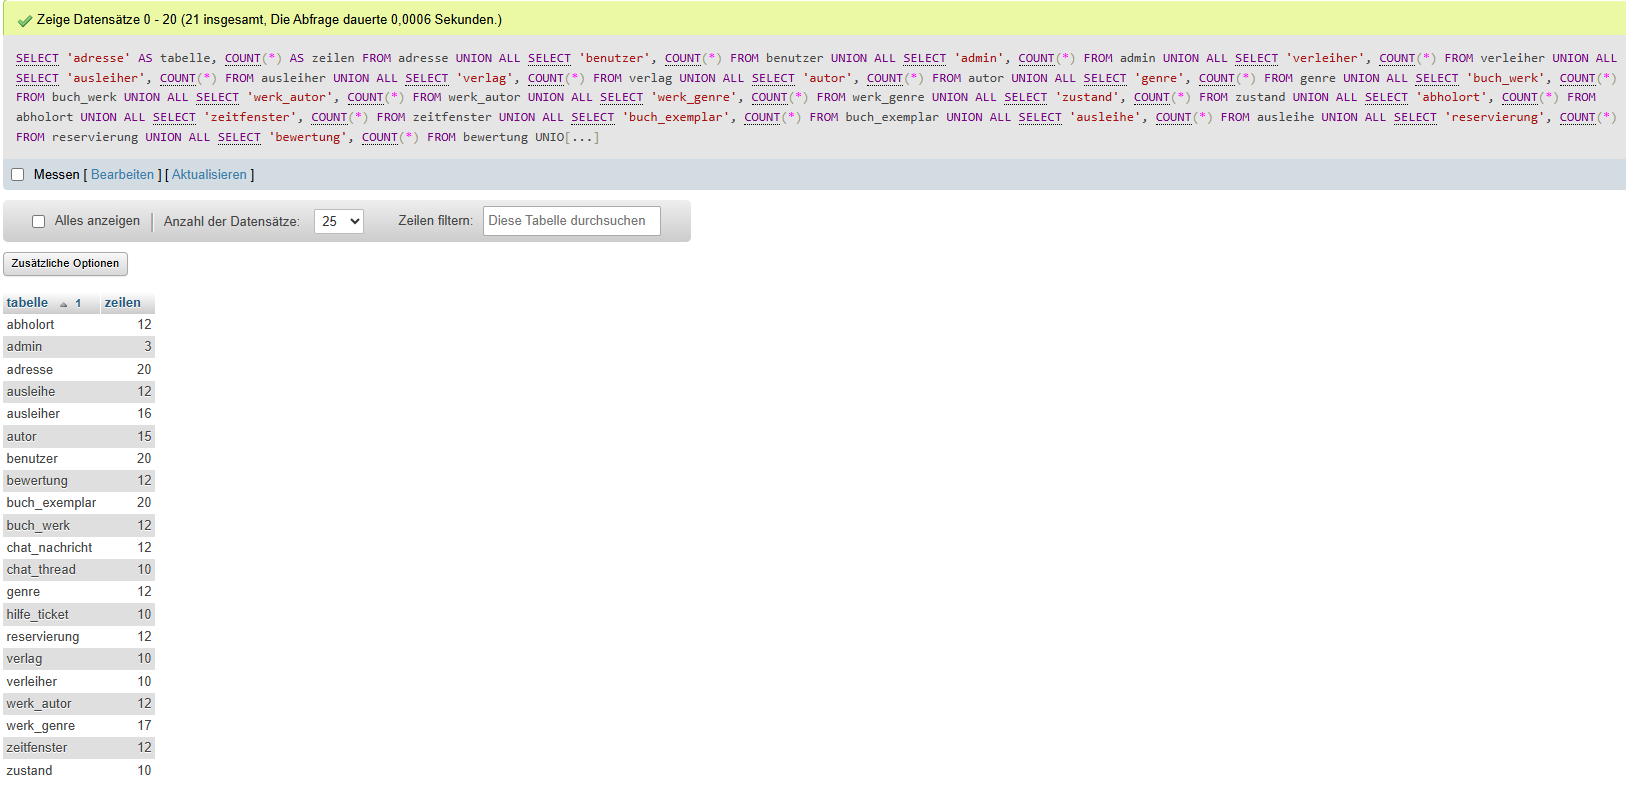 Zeige Datensätze 0 - 20 (21 insgesamt, Die Abfrage dauerte 0,0006 Sekunden.)
SELECT 'adresse' AS tabelle, COUNT(*) AS zeilen FROM adresse UNION ALL SELECT 'benutzer', COUNT(*) FROM benutzer UNION ALL SELECT 'admin', COUNT(*) FROM admin UNION ALL SELECT 'verleiher', COUNT(*) FROM verleiher UNION ALL
SELECT 'ausleiher', COUNT(*) FROM ausleiher UNION ALL SELECT 'verlag', COUNT(*) FROM verlag UNION ALL SELECT 'autor', COUNT(*) FROM autor UNION ALL SELECT 'genre', COUNT(*) FROM genre UNION ALL SELECT 'buch_werk', COUNT(*)
FROM buch_werk UNION ALL SELECT 'werk_autor', COUNT(*) FROM werk_autor UNION ALL SELECT 'werk_genre', COUNT(*) FROM werk_genre UNION ALL SELECT 'zustand', COUNT(*) FROM zustand UNION ALL SELECT 'abholort', COUNT(*) FROM
abholort UNION ALL SELECT 'zeitfenster', COUNT(*) FROM zeitfenster UNION ALL SELECT 'buch_exemplar', COUNT(*) FROM buch_exemplar UNION ALL SELECT 'ausleihe', COUNT(*) FROM ausleihe UNION ALL SELECT 'reservierung', COUNT(*)
FROM reservierung UNION ALL SELECT 'bewertung', COUNT(*) FROM bewertung UNIO[...]
Messen [ Bearbeiten ] [ Aktualisieren ]
Alles anzeigen Anzahl der Datensätze: 25 Zeilen filtern: Diese Tabelle durchsuchen
Zusätzliche Optionen
tabelle 1 zeilen
abholort 12
admin 3
adresse 20
ausleihe 12
ausleiher 16
autor 15
benutzer 20
bewertung 12
buch_exemplar 20
buch_werk 12
chat_nachricht 12
chat_thread 10
genre 12
hilfe_ticket 10
reservierung 12
verlag 10
verleiher 10
werk_autor 12
werk_genre 17
zeitfenster 12
zustand 10